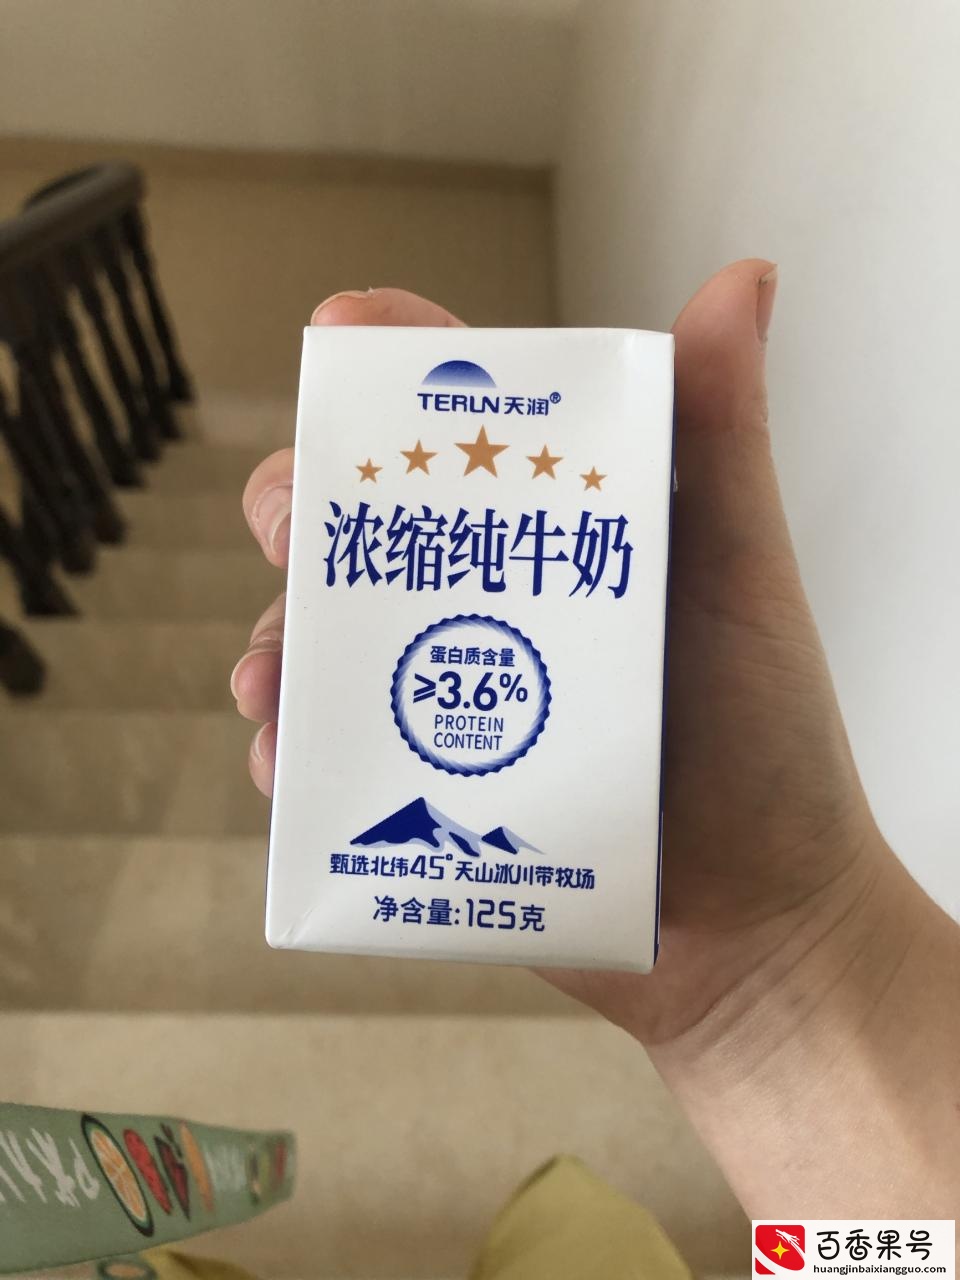 TERUN天润®
浓缩纯牛奶
蛋白质含量
≥3.6%
PROTEIN
CONTENT
甄选北纬45°天山冰川带牧场
净含量:125克
百香果号
huangjinbaixiangguo.com